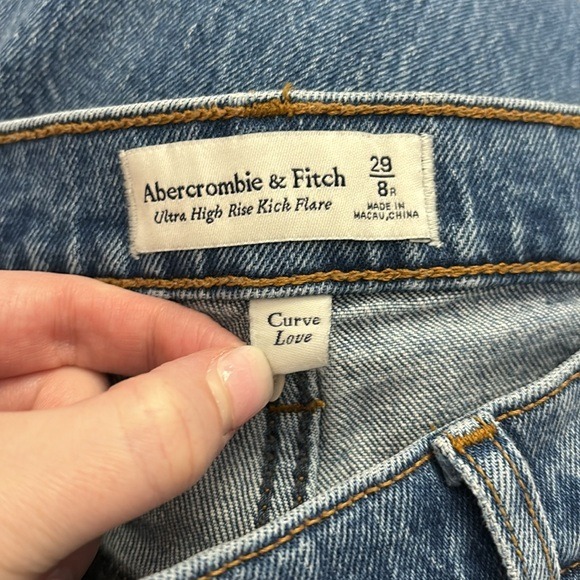 Abercrombie & Fitch
Ultra High Rise Kick Flare
29
8R
MADE IN
MACAU,CHINA
Curve
Love